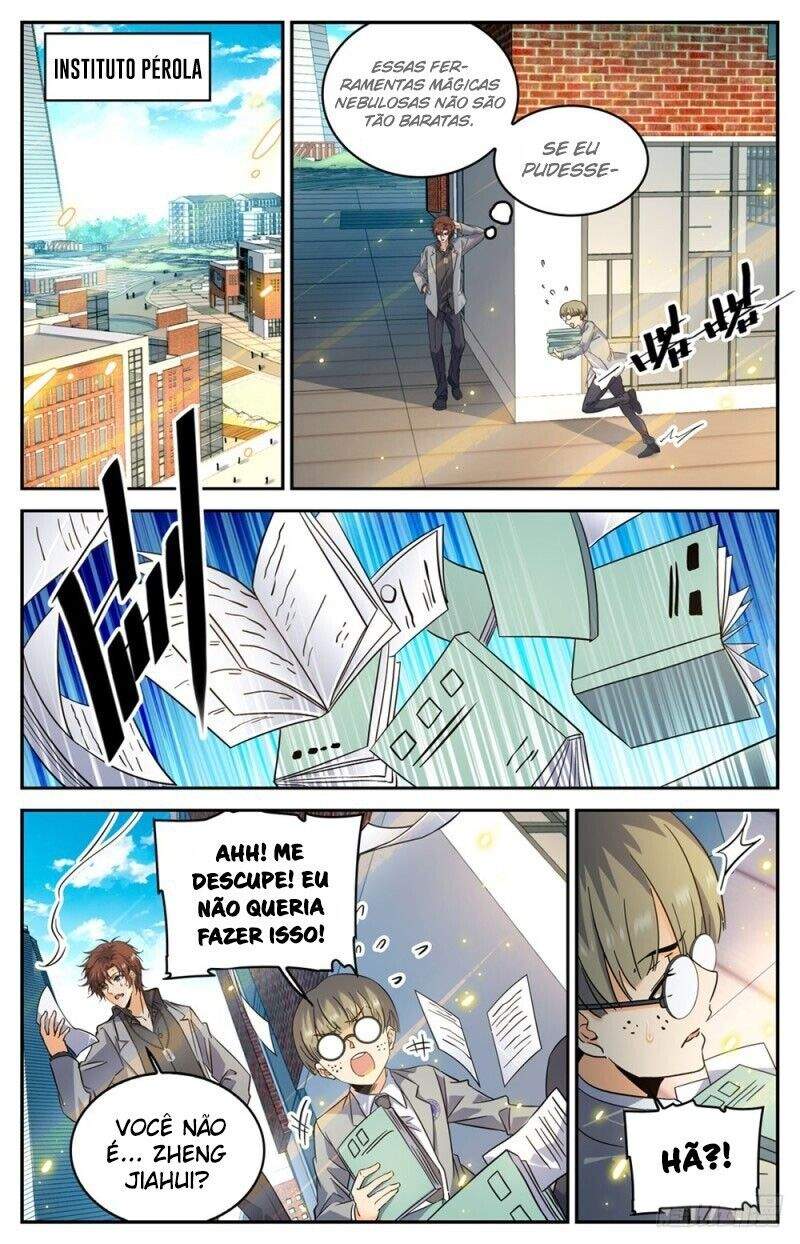 INSTITUTO PÉROLA
ESSAS FER-
RAMENTAS MÁGICAS
NEBULOSAS NÃO SÃO
TÃO BARATAS.
SE EU
PUDESSE-
AHH! ME
DESCUPE! EU
NÃO QUERIA
FAZER ISSO!
VOCÊ NÃO
É... ZHENG
JIAHUI?
HÃ?!